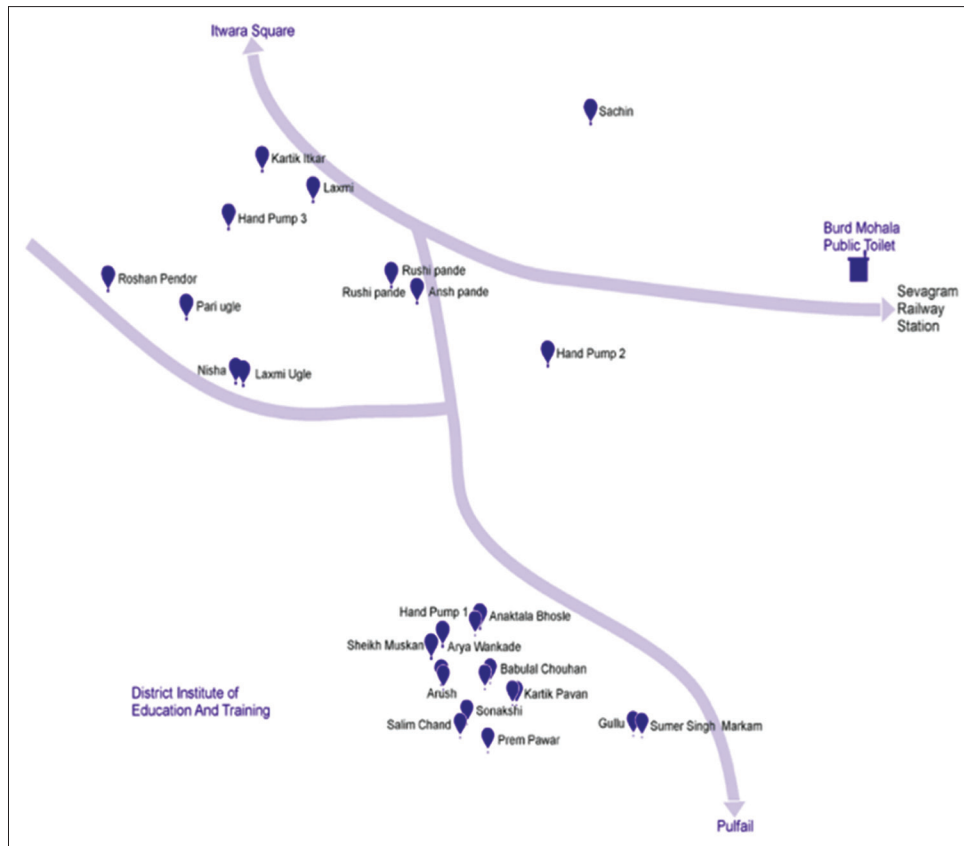 Itwara Square
Sachin
Kartik Itkar
Laxmi
Hand Pump 3
Burd Mohala
Public Toilet
Roshan Pendor
Rushi pande
Rushi pande
Ansh pande
Pari ugle
Sevagram
Railway
Station
Hand Pump 2
Nisha
Laxmi Ugle
Hand Pump 1
Anaktala Bhosle
Sheikh Muskan
Arya Wankade
Babulal Chouhan
Arush
Kartik Pavan
District Institute of
Education And Training
Sonakshi
Salim Chand
Gullu
Sumer Singh Markam
Prem Pawar
Pulfail